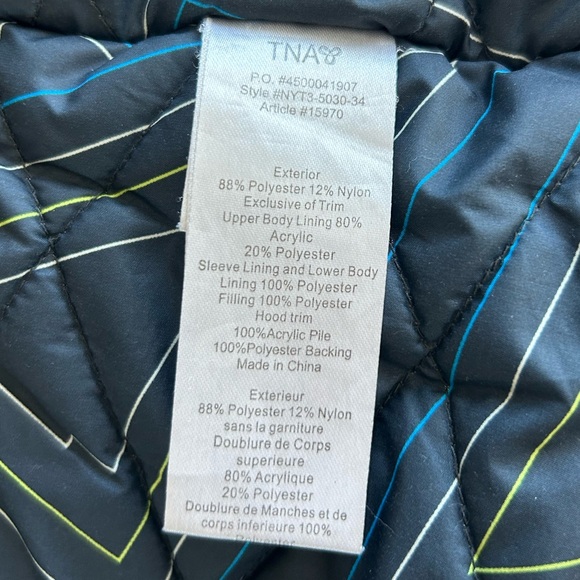 TNA
P.O. #4500041907
Style #NYT3-5030-34
Article #15970
Exterior
88% Polyester 12% Nylon
Exclusive of Trim
Upper Body Lining 80%
Acrylic
20% Polyester
Sleeve Lining and Lower Body
Lining 100% Polyester
Filling 100% Polyester
Hood trim
100%Acrylic Pile
100%Polyester Backing
Made in China
Exterieur
88% Polyester 12% Nylon
sans la garniture
Doublure de Corps
superieure
80% Acrylique
20% Polyester
Doublure de Manches et de
corps inferieure 100%
Polyester